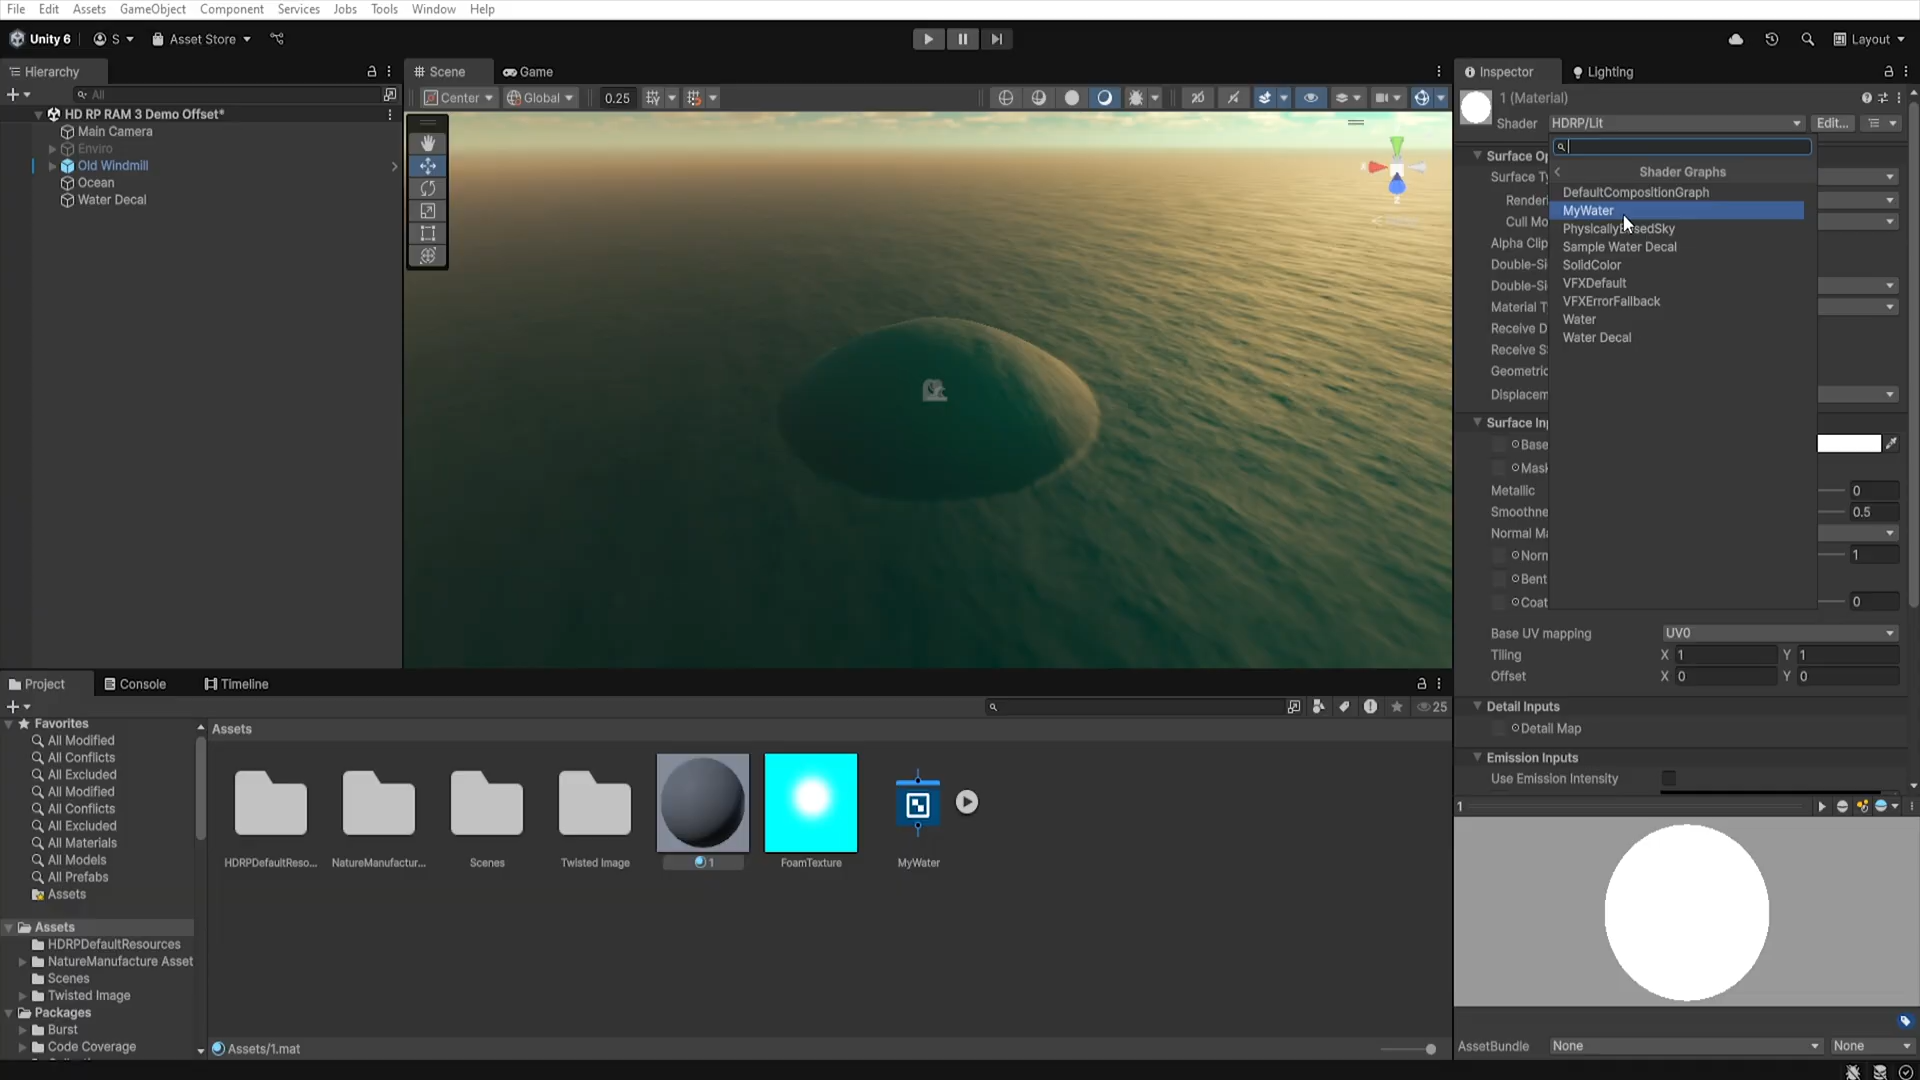 File Edit Assets GameObject Component Services Jobs Tools Window Help
Unity 6 S Asset Store Layout
Hierarchy
All
HD RP RAM 3 Demo Offset*
Main Camera
Enviro
Old Windmill
Ocean
Water Decal
Scene Game
Center Global 0.25
Inspector Lighting
1 (Material)
Shader HDRP/Lit Edit...
Shader Graphs
DefaultCompositionGraph
MyWater
PhysicallyBasedSky
Sample Water Decal
SolidColor
VFXDefault
VFXErrorFallback
Water
Water Decal
Surface Op
Surface Ty
Renderi
Cull Mo
Alpha Clip
Double-Si
Double-Si
Material T
Receive D
Receive S
Geometric
Displacem
Surface Inp
Base
Mask
Metallic 0
Smoothne 0.5
Normal Ma
Norm 1
Bent
Coat 0
Base UV mapping UV0
Tiling X 1 Y 1
Offset X 0 Y 0
Detail Inputs
Detail Map
Emission Inputs
Use Emission Intensity
1
AssetBundle None None
Project Console Timeline
25
Favorites
All Modified
All Conflicts
All Excluded
All Modified
All Conflicts
All Excluded
All Materials
All Models
All Prefabs
Assets
Assets
HDRPDefaultResources
NatureManufacture Asset
Scenes
Twisted Image
Packages
Burst
Code Coverage
Assets
HDRPDefaultReso... NatureManufactur... Scenes Twisted Image 1 FoamTexture MyWater
Assets/1.mat